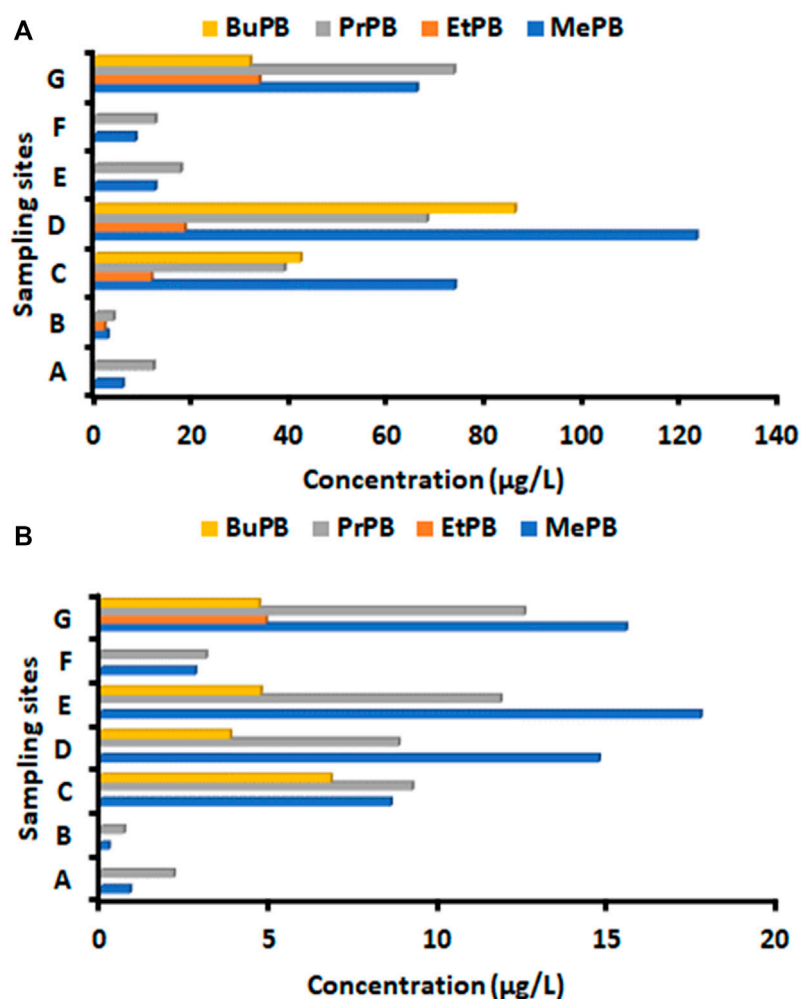 A
BuPB PrPB EtPB MePB
Sampling sites
G
F
E
D
C
B
A
0 20 40 60 80 100 120 140
Concentration (µg/L)
B
BuPB PrPB EtPB MePB
Sampling sites
G
F
E
D
C
B
A
0 5 10 15 20
Concentration (µg/L)